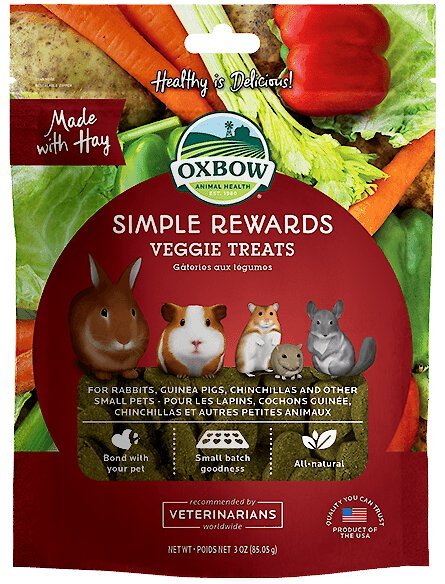 Healthy is Delicious!
Made
with Hay
OXBOW
ANIMAL HEALTH
EST. 1980
SIMPLE REWARDS
VEGGIE TREATS
Gâteries aux légumes
FOR RABBITS, GUINEA PIGS, CHINCHILLAS AND OTHER
SMALL PETS - POUR LES LAPINS, COCHONS GUINÉE,
CHINCHILLAS ET AUTRES PETITES ANIMAUX
Bond with
your pet
Small batch
goodness
All-natural
recommended by
VETERINARIANS
worldwide
QUALITY YOU CAN TRUST
PRODUCT OF
THE USA
NET WT • POIDS NET 3 OZ (85.05g)